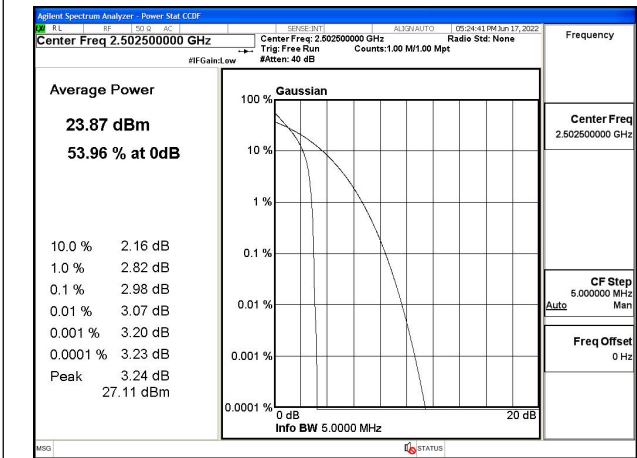 Agilent Spectrum Analyzer - Power Stat CCDF
RL RF 50 Ω AC SENSE:INT ALIGNAUTO 05:24:41 PM Jun 17, 2022
Center Freq 2.502500000 GHz
Center Freq: 2.502500000 GHz Radio Std: None
Trig: Free Run Counts:1.00 M/1.00 Mpt
#IFGain:Low #Atten: 40 dB
Frequency
Average Power
23.87 dBm
53.96 % at 0dB
10.0 % 2.16 dB
1.0 % 2.82 dB
0.1 % 2.98 dB
0.01 % 3.07 dB
0.001 % 3.20 dB
0.0001 % 3.23 dB
Peak 3.24 dB
27.11 dBm
Gaussian
100 %
10 %
1 %
0.1 %
0.01 %
0.001 %
0.0001 %
0 dB 20 dB
Info BW 5.0000 MHz
Center Freq
2.502500000 GHz
CF Step
5.000000 MHz
Auto Man
Freq Offset
0 Hz
MSG STATUS